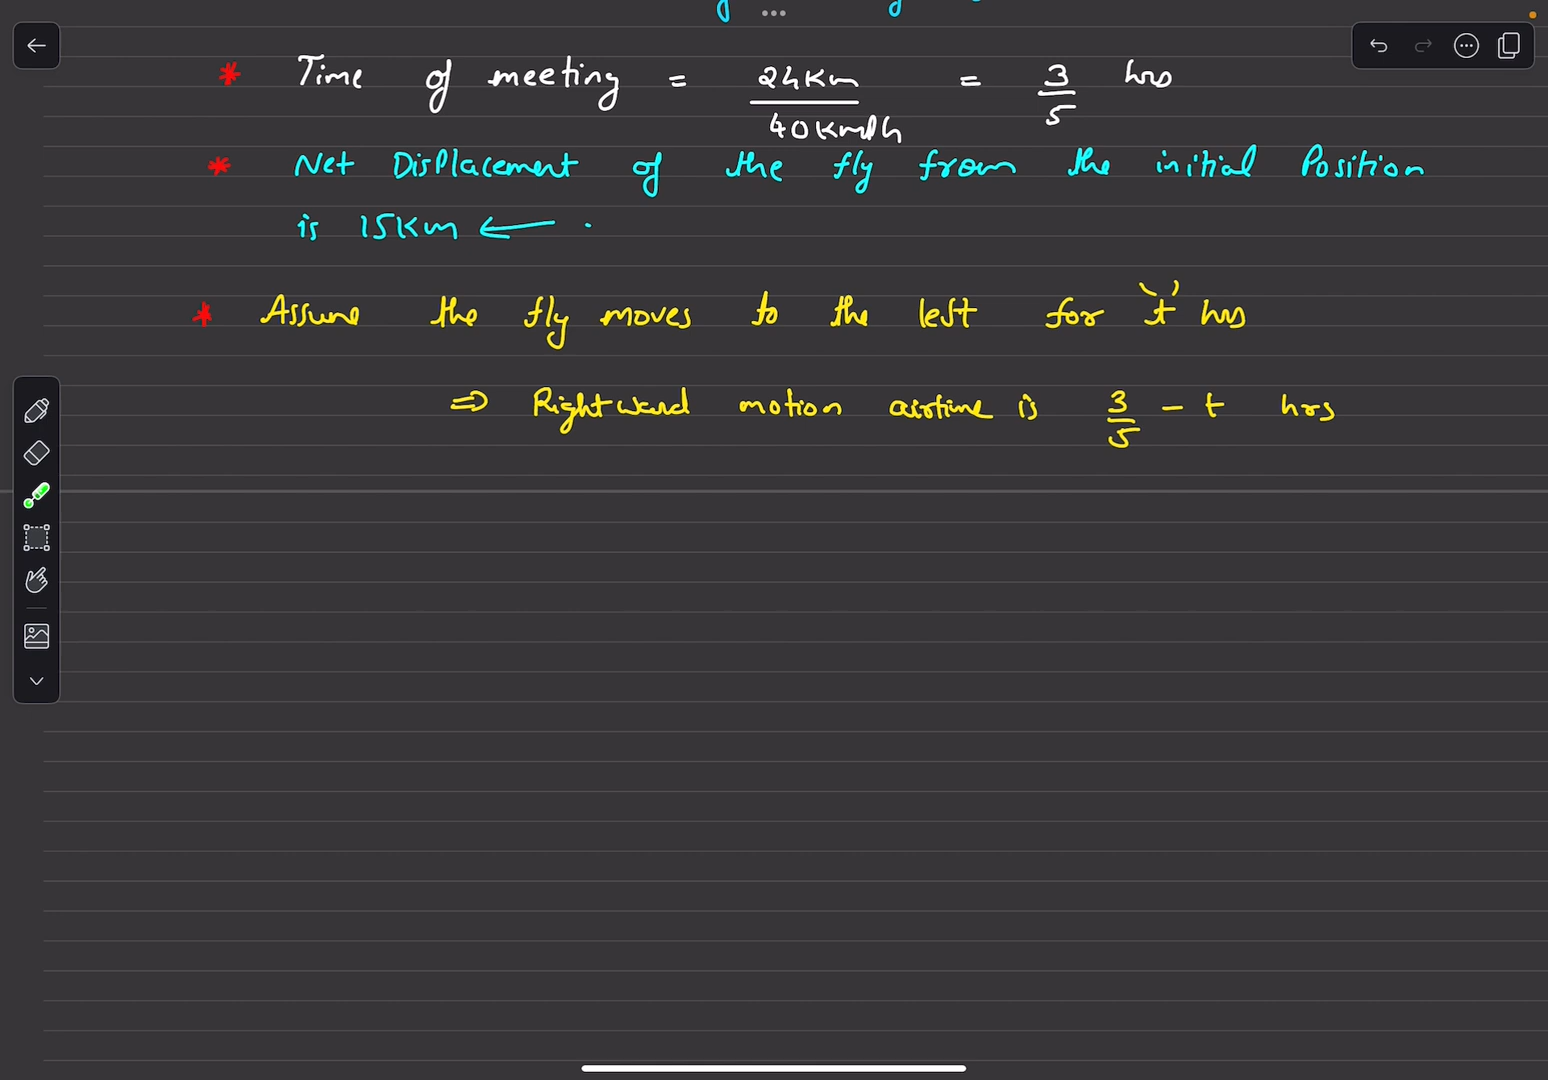 * Time of meeting = 24Km / 40Kmph = 3/5 hrs
* Net Displacement of the fly from the initial Position
is 15Km ← .
* Assume the fly moves to the left for 't' hrs
⇒ Rightward motion airtime is 3/5 - t hrs